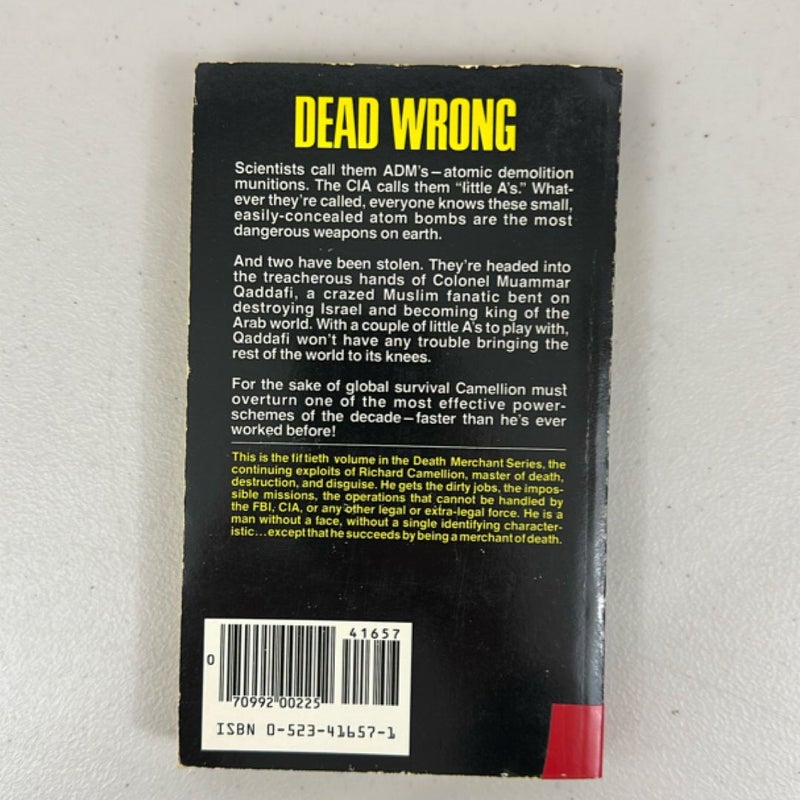 DEAD WRONG
Scientists call them ADM's—atomic demolition
munitions. The CIA calls them "little A's." What-
ever they're called, everyone knows these small,
easily-concealed atom bombs are the most
dangerous weapons on earth.
And two have been stolen. They're headed into
the treacherous hands of Colonel Muammar
Qaddafi, a crazed Muslim fanatic bent on
destroying Israel and becoming king of the
Arab world. With a couple of little A's to play with,
Qaddafi won't have any trouble bringing the
rest of the world to its knees.
For the sake of global survival Camellion must
overturn one of the most effective power-
schemes of the decade—faster than he's ever
worked before!
This is the fiftieth volume in the Death Merchant Series, the
continuing exploits of Richard Camellion, master of death,
destruction, and disguise. He gets the dirty jobs, the impos-
sible missions, the operations that cannot be handled by
the FBI, CIA, or any other legal or extra-legal force. He is a
man without a face, without a single identifying character-
istic...except that he succeeds by being a merchant of death.
41657
0
70992 00225
ISBN 0-523-41657-1